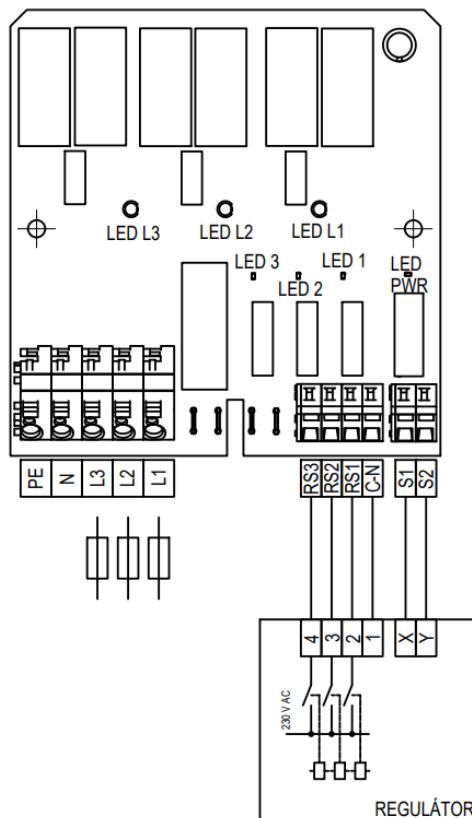 LED L3 LED L2 LED L1
LED 3 LED 1 LED
LED 2 PWR
PE N L3 L2 L1 RS3 RS2 RS1 C-N S1 S2
4 3 2 1 X Y
230 V AC
REGULÁTOR